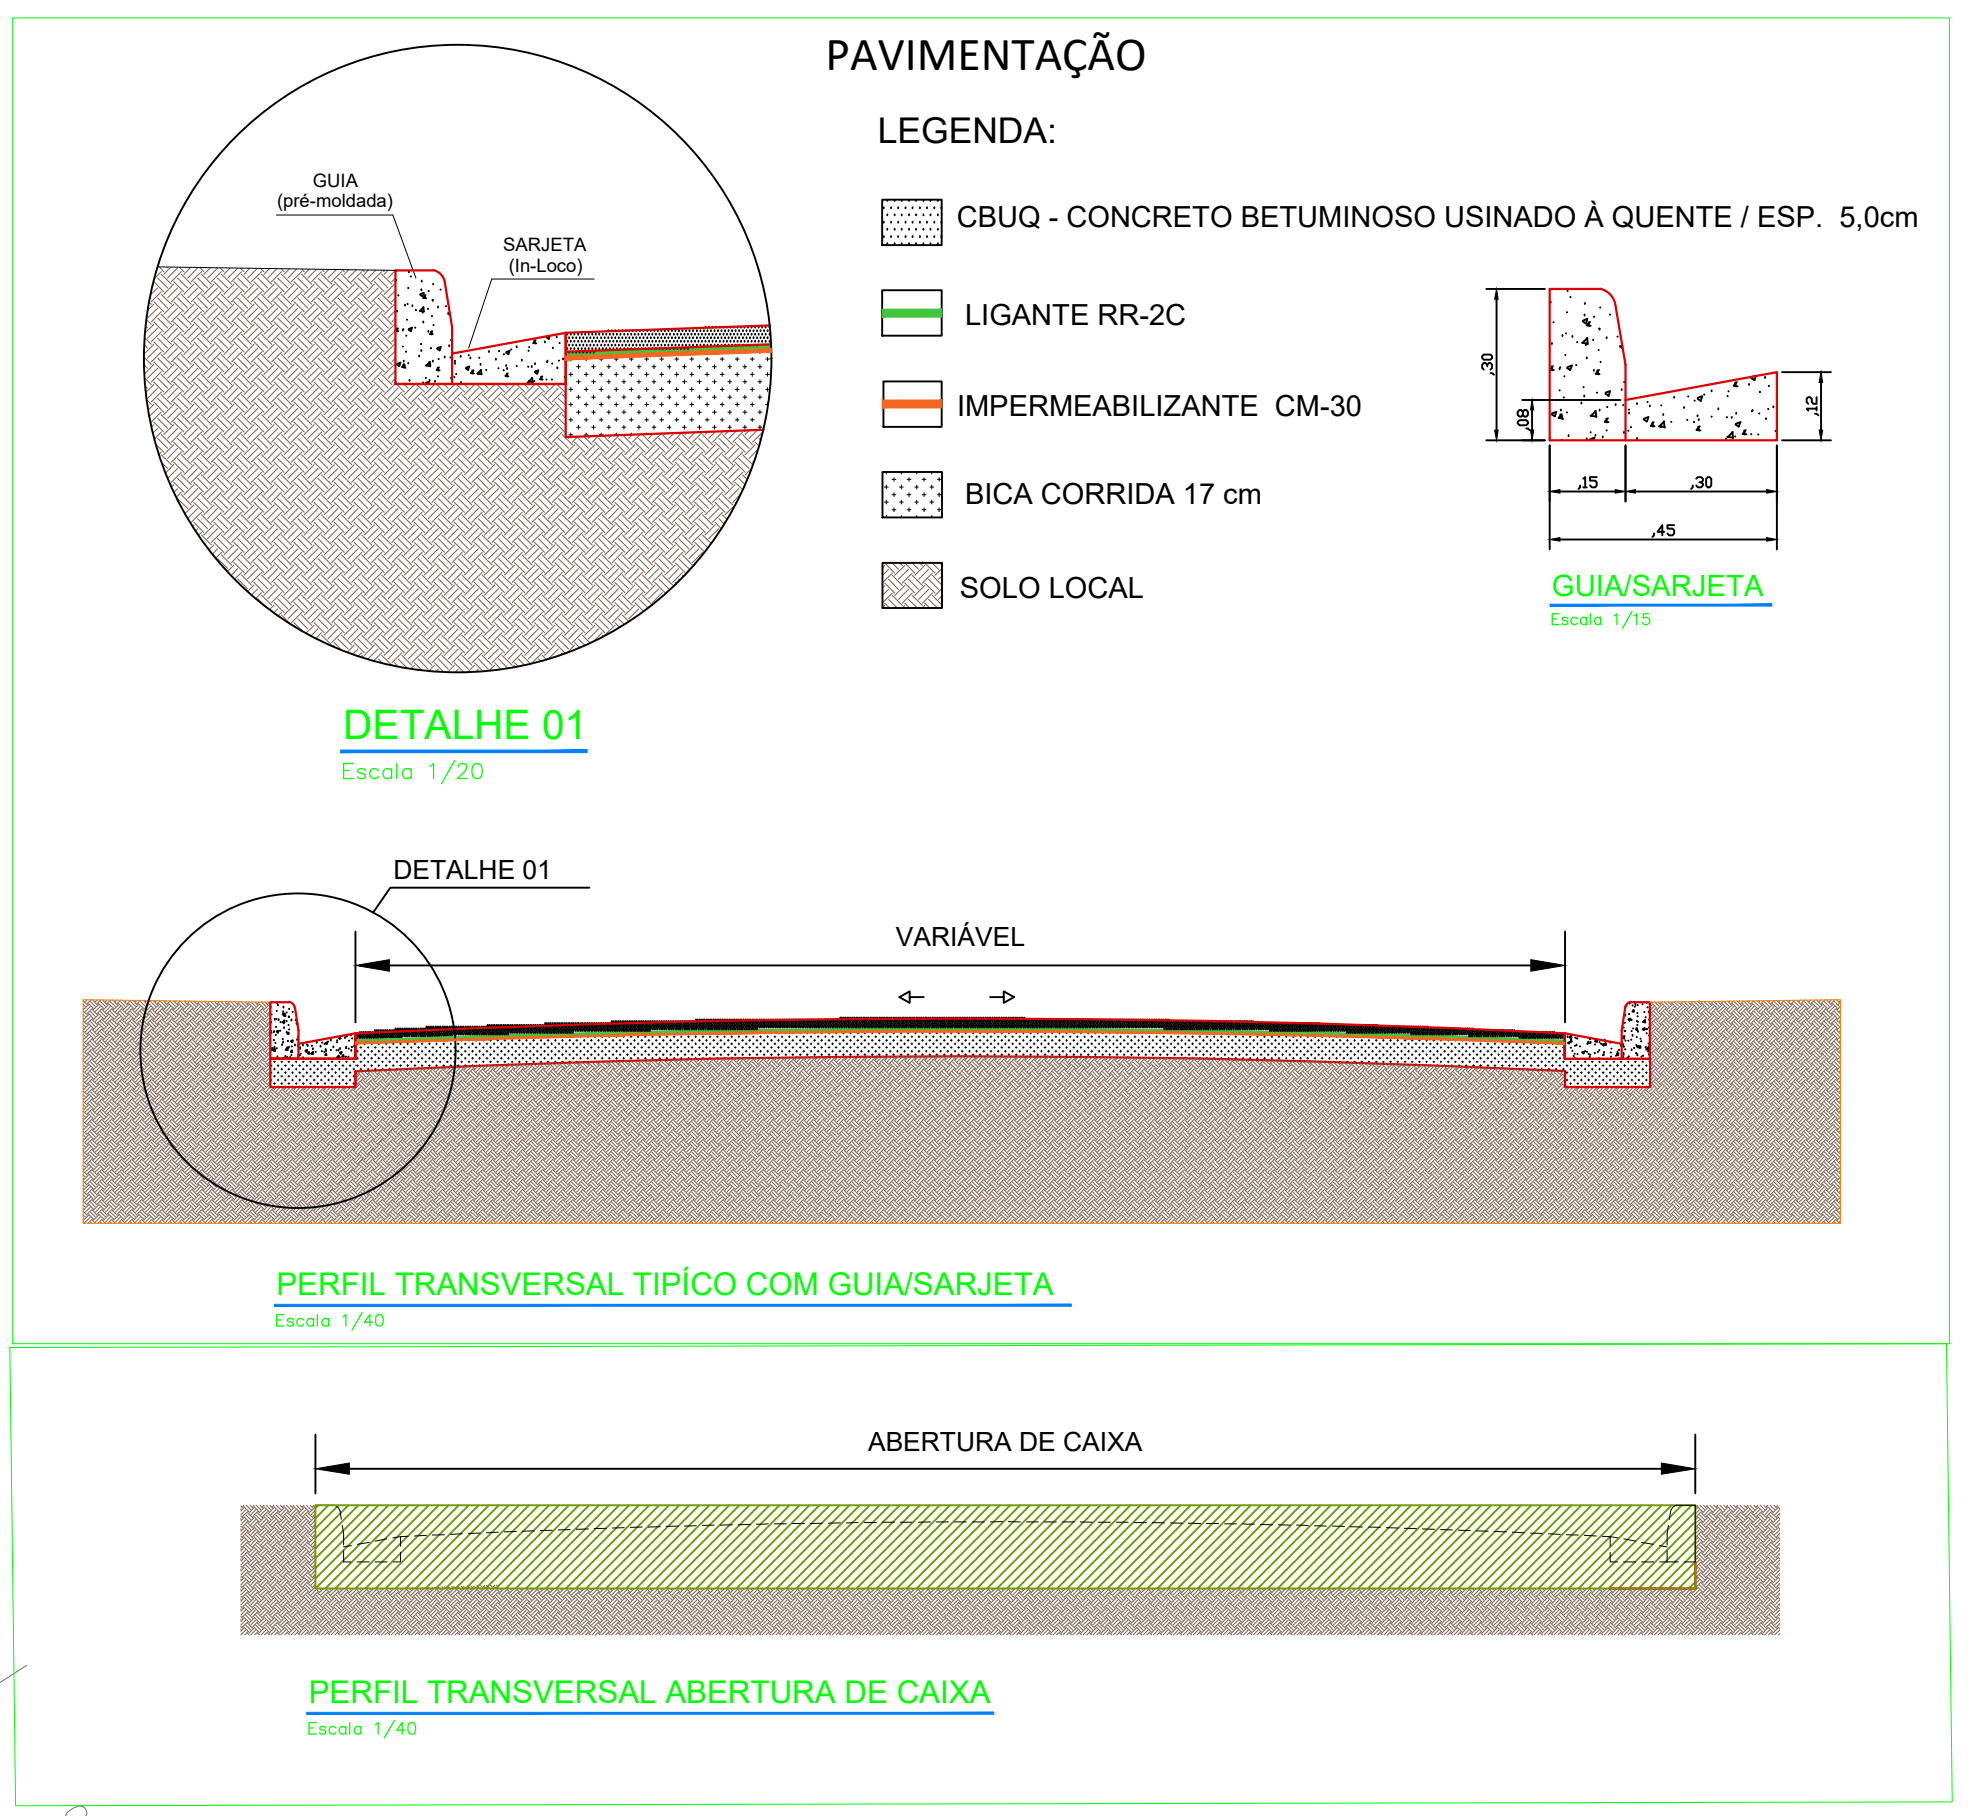 PAVIMENTAÇÃO
LEGENDA:
GUIA
(pré-moldada)
SARJETA
(In-Loco)
CBUQ - CONCRETO BETUMINOSO USINADO À QUENTE / ESP. 5,0cm
LIGANTE RR-2C
IMPERMEABILIZANTE CM-30
BICA CORRIDA 17 cm
SOLO LOCAL
,30
,08
,12
,15
,30
,45
GUIA/SARJETA
Escala 1/15
DETALHE 01
Escala 1/20
DETALHE 01
VARIÁVEL
PERFIL TRANSVERSAL TIPÍCO COM GUIA/SARJETA
Escala 1/40
ABERTURA DE CAIXA
PERFIL TRANSVERSAL ABERTURA DE CAIXA
Escala 1/40